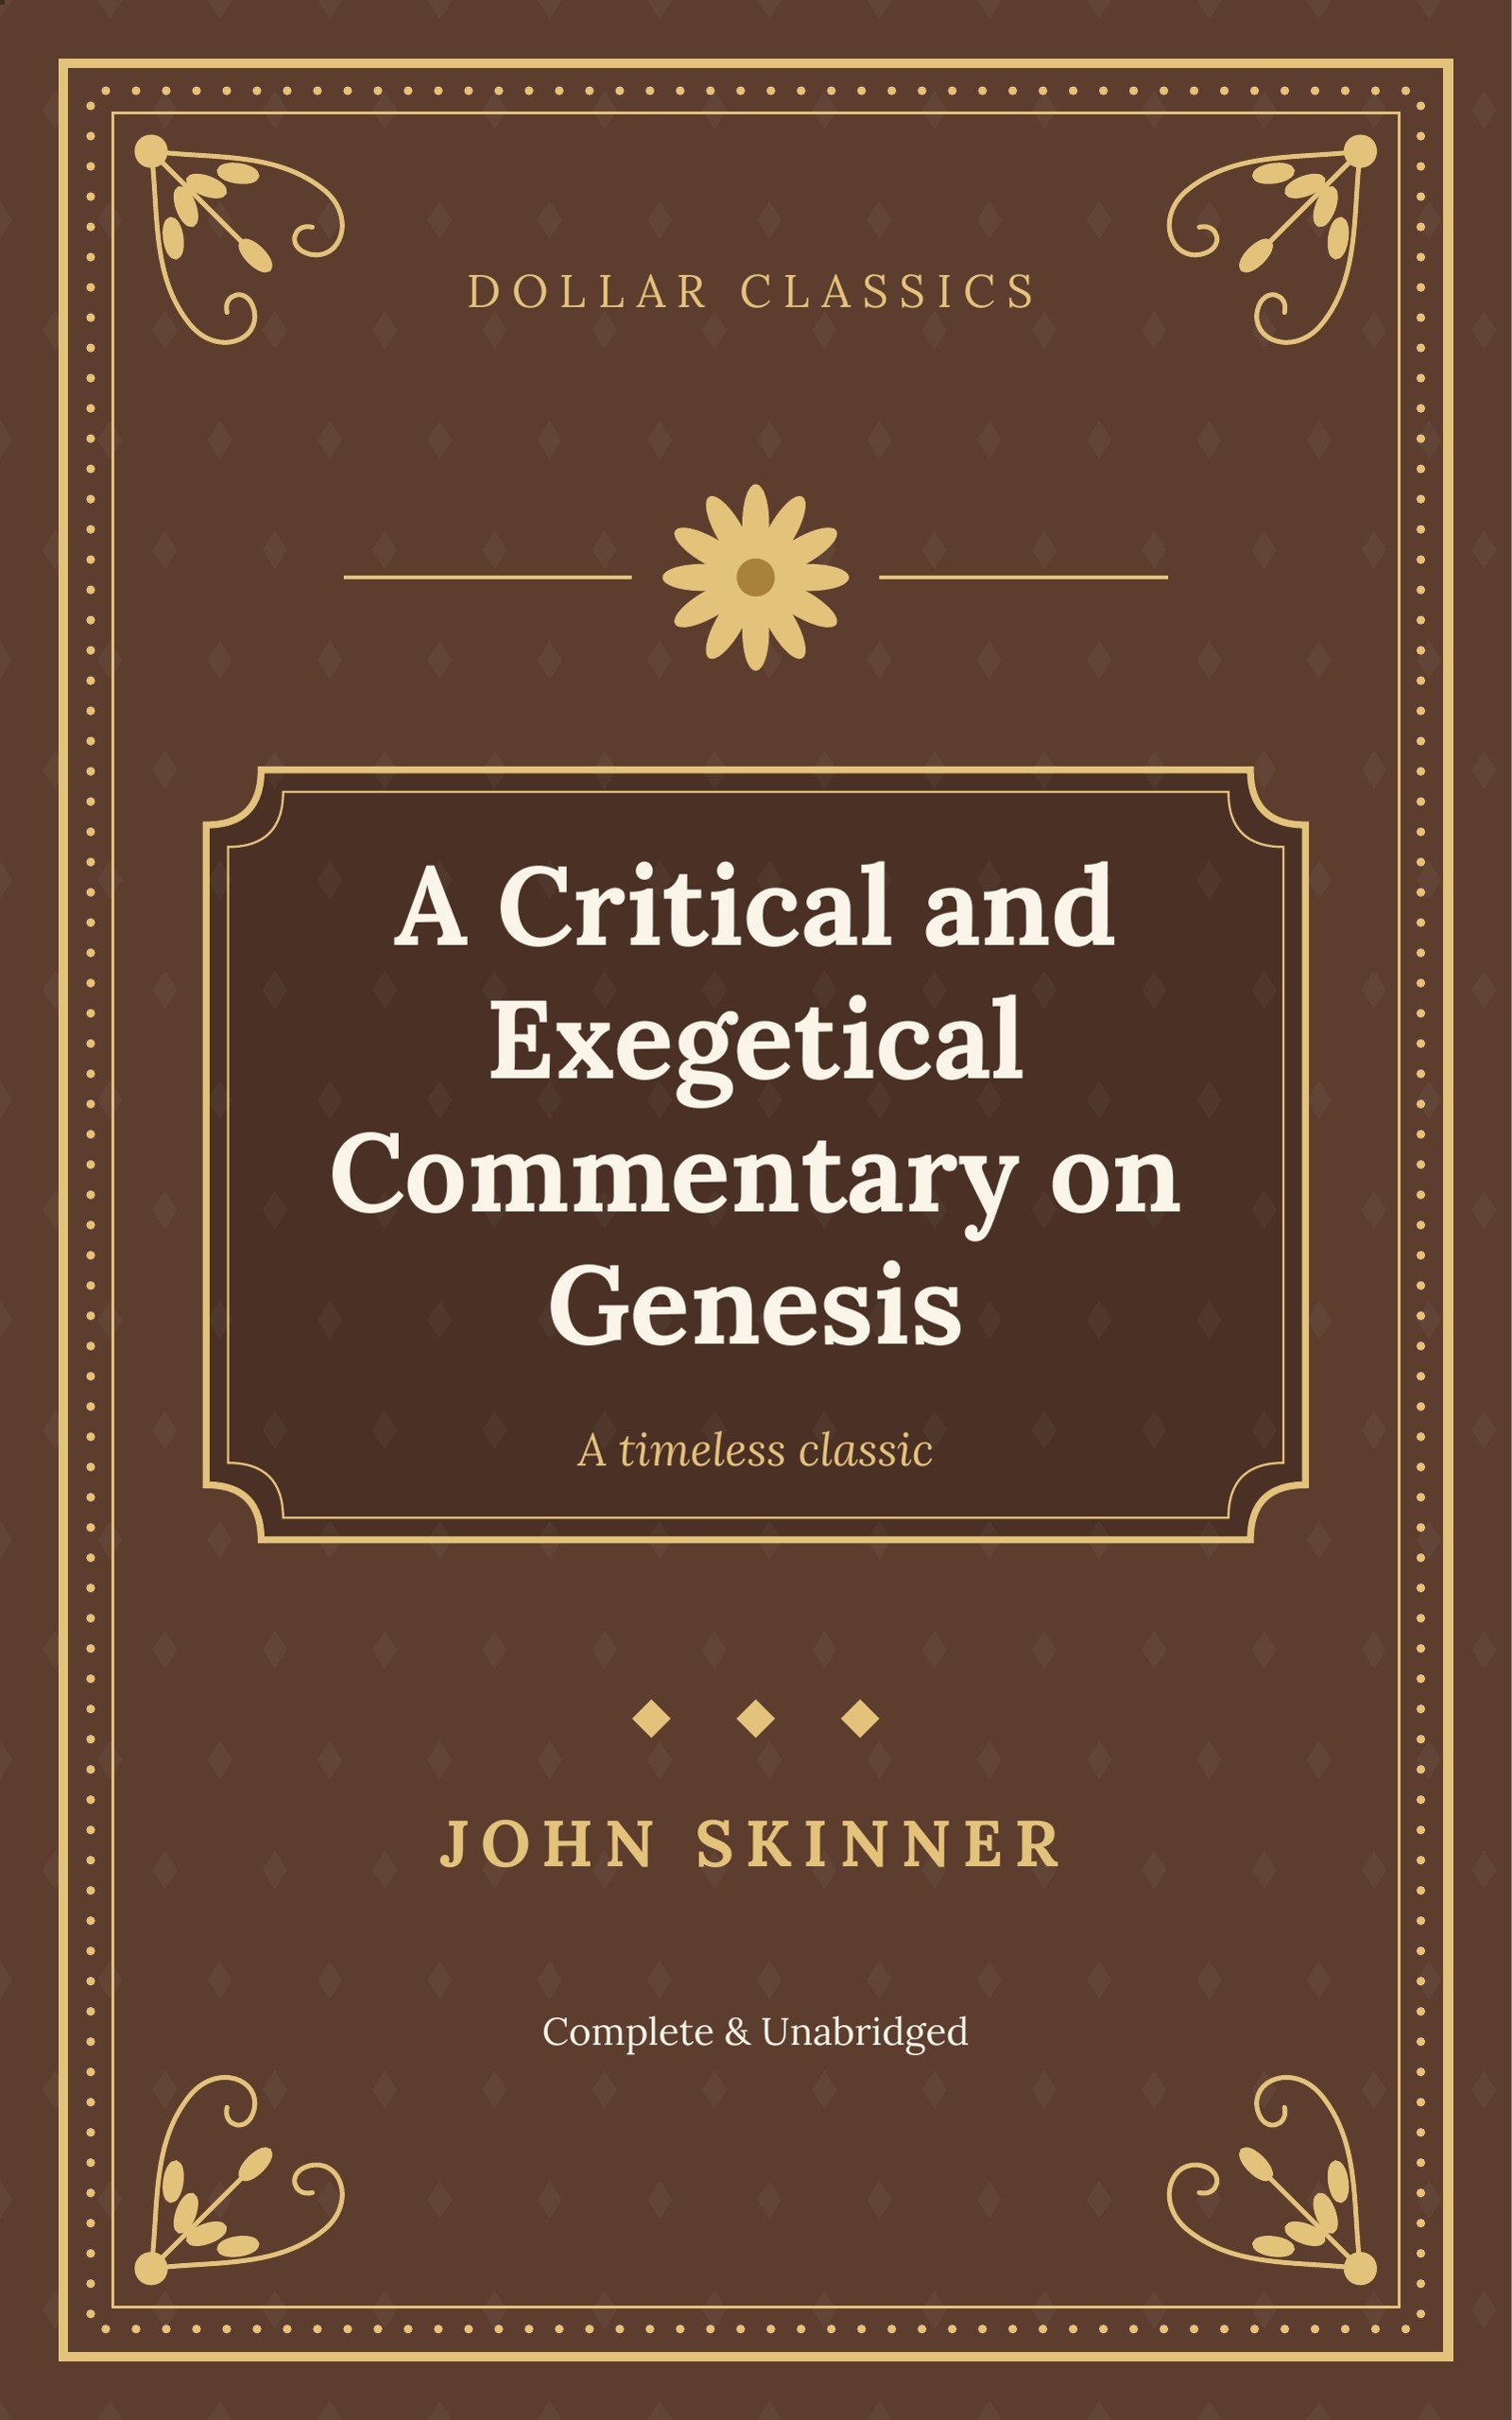 DOLLAR CLASSICS
A Critical and
Exegetical
Commentary on
Genesis
A timeless classic
JOHN SKINNER
Complete & Unabridged